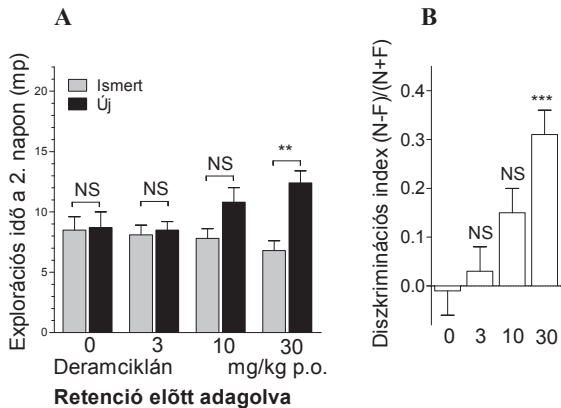 A
Explorációs idő a 2. napon (mp)
20
15
10
5
0
Ismert
Új
NS
NS
NS
**
0
3
10
30
Deramciklán
mg/kg p.o.
Retenció elõtt adagolva
B
Diszkriminációs index (N-F)/(N+F)
0.4
0.3
0.2
0.1
0.0
NS
NS
***
0
3
10
30